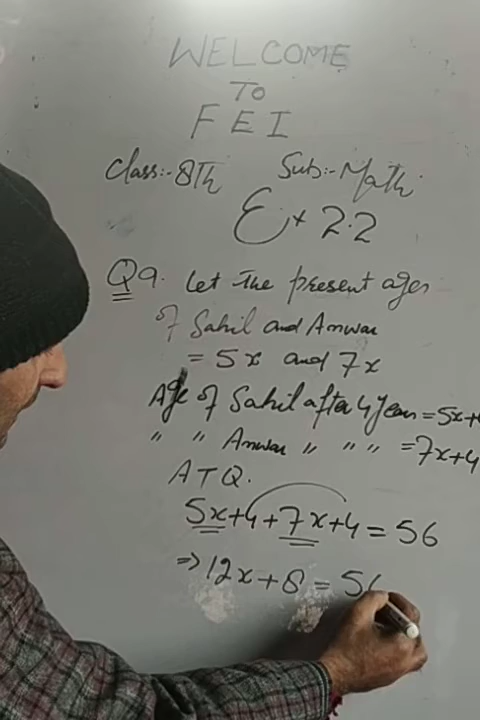 WELCOME
TO
FEI
Class:- 8Th Sub:- Math
Ex 2.2
Q9. Let the present ages
of Sahil and Anwar
= 5x and 7x
Age of Sahil after 4 Years = 5x+4
" " Anwar " " " = 7x+4
ATQ.
5x+4+7x+4 = 56
⇒ 12x+8 = 56